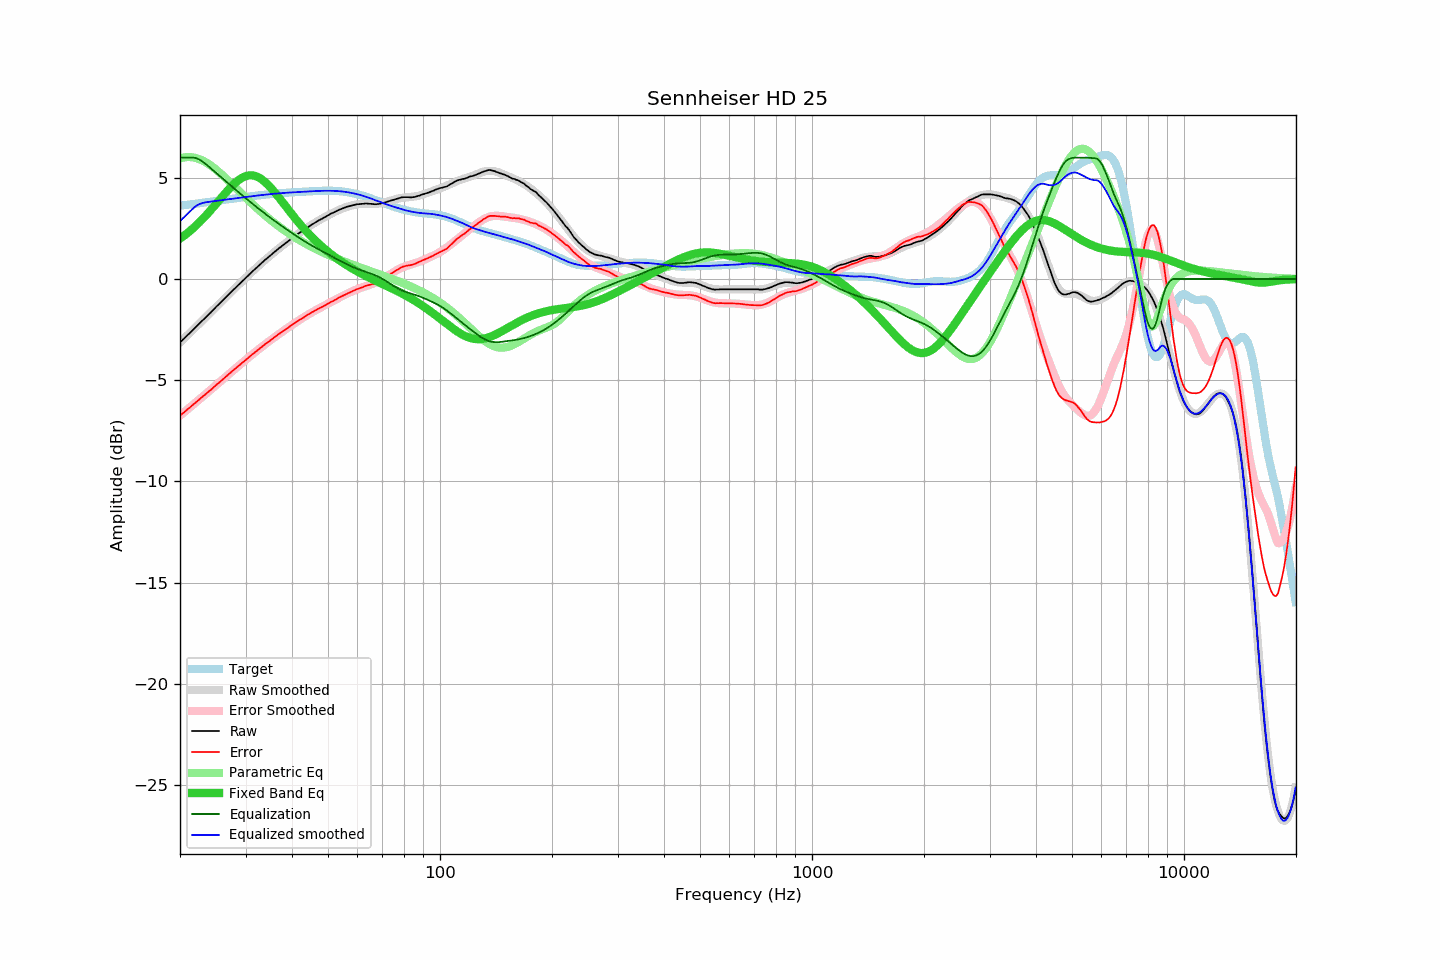 Sennheiser HD 25
5
0
−5
−10
−15
−20
−25
Amplitude (dBr)
Target
Raw Smoothed
Error Smoothed
Raw
Error
Parametric Eq
Fixed Band Eq
Equalization
Equalized smoothed
100
1000
10000
Frequency (Hz)